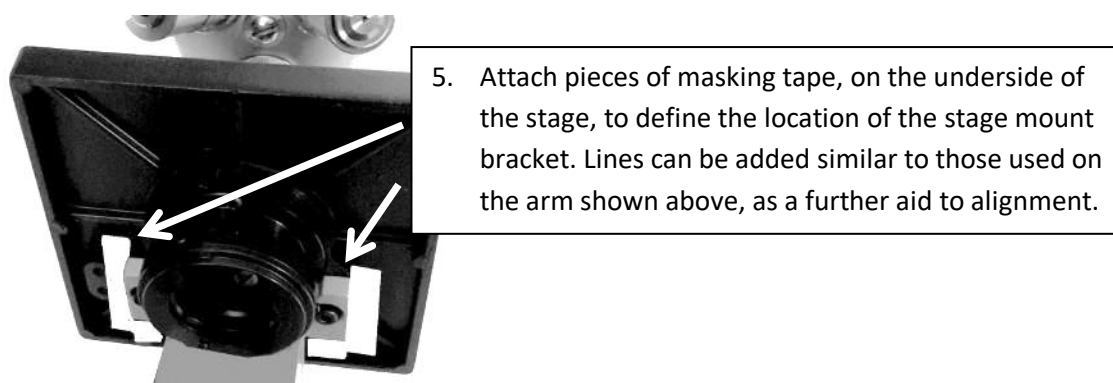 5. Attach pieces of masking tape, on the underside of
the stage, to define the location of the stage mount
bracket. Lines can be added similar to those used on
the arm shown above, as a further aid to alignment.